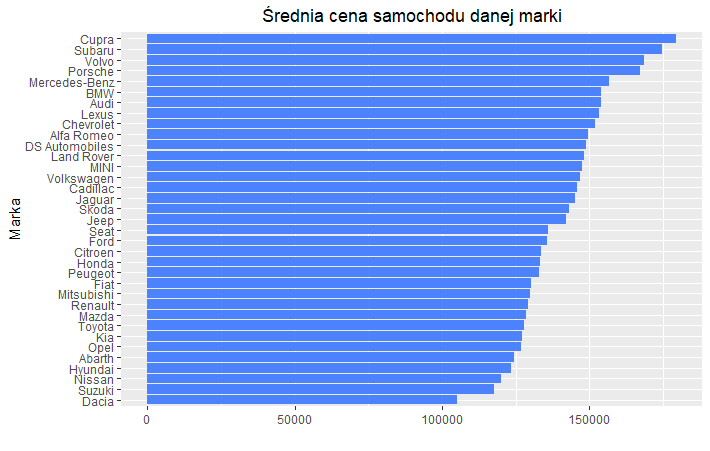 Średnia cena samochodu danej marki
Marka
Cupra
Subaru
Volvo
Porsche
Mercedes-Benz
BMW
Audi
Lexus
Chevrolet
Alfa Romeo
DS Automobiles
Land Rover
MINI
Volkswagen
Cadillac
Jaguar
Skoda
Jeep
Seat
Ford
Citroen
Honda
Peugeot
Fiat
Mitsubishi
Renault
Mazda
Toyota
Kia
Opel
Abarth
Hyundai
Nissan
Suzuki
Dacia
0 50000 100000 150000